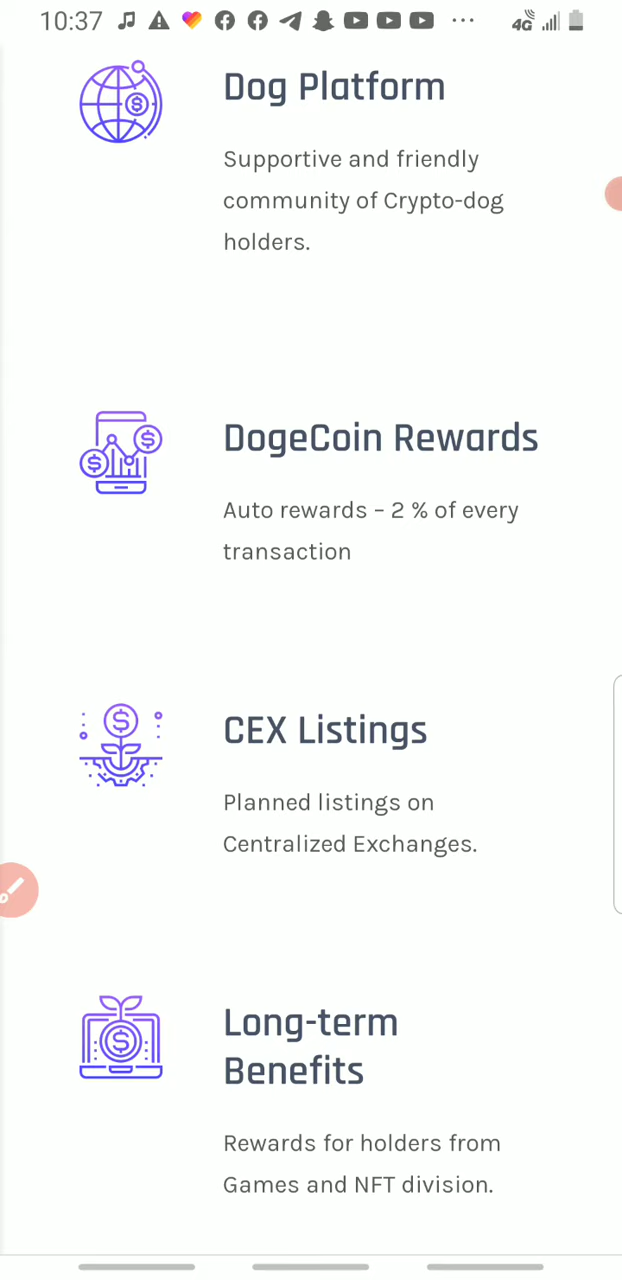 10:37
4G
Dog Platform
Supportive and friendly
community of Crypto-dog
holders.
DogeCoin Rewards
Auto rewards – 2 % of every
transaction
CEX Listings
Planned listings on
Centralized Exchanges.
Long-term
Benefits
Rewards for holders from
Games and NFT division.